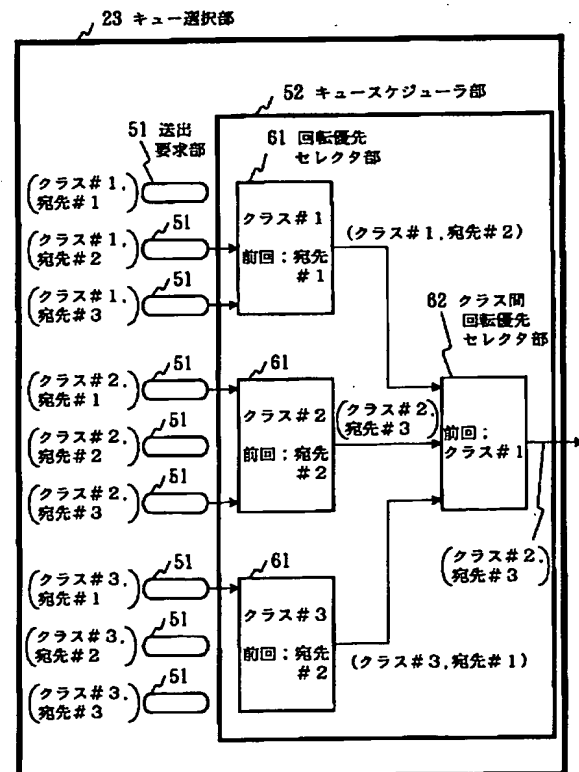 23 キュー選択部
52 キュースケジューラ部
51 送出
要求部
61 回転優先
セレクタ部
(クラス#1,
宛先#1)
クラス#1
前回;宛先
#1
(クラス#1,
宛先#2)
51
(クラス#1,宛先#2)
(クラス#1,
宛先#3)
51
62 クラス間
回転優先
セレクタ部
(クラス#2,
宛先#1)
51
61
クラス#2
前回;宛先
#2
(クラス#2,
宛先#3)
前回;
クラス#1
(クラス#2,
宛先#2)
51
(クラス#2,
宛先#3)
51
(クラス#2,
宛先#3)
(クラス#3,
宛先#1)
51
61
クラス#3
前回;宛先
#2
(クラス#3,宛先#1)
(クラス#3,
宛先#2)
51
(クラス#3,
宛先#3)
51